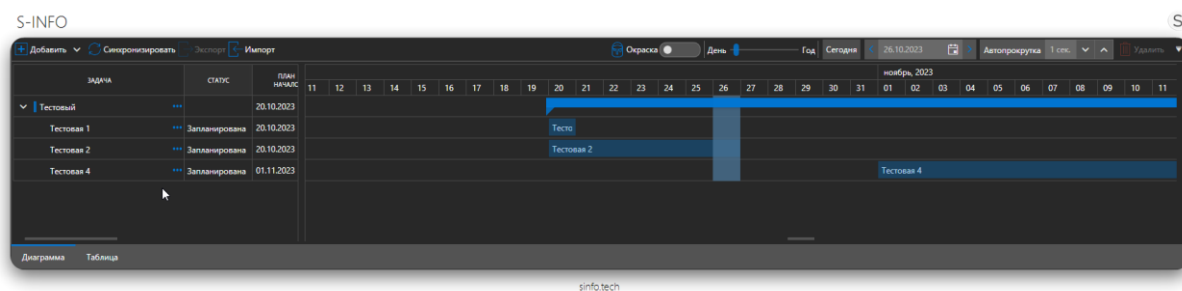 S-INFO
S
Добавить Синхронизировать Экспорт Импорт Окраска День Год Сегодня 26.10.2023 Автопрокрутка 1 сек. Удалить
ноябрь, 2023
ЗАДАЧА СТАТУС ПЛАН
НАЧАЛС
11 12 13 14 15 16 17 18 19 20 21 22 23 24 25 26 27 28 29 30 31 01 02 03 04 05 06 07 08 09 10 11
Тестовый 20.10.2023
Тестовая 1 Запланирована 20.10.2023 Тесто
Тестовая 2 Запланирована 20.10.2023 Тестовая 2
Тестовая 4 Запланирована 01.11.2023 Тестовая 4
Диаграмма Таблица
sinfo.tech